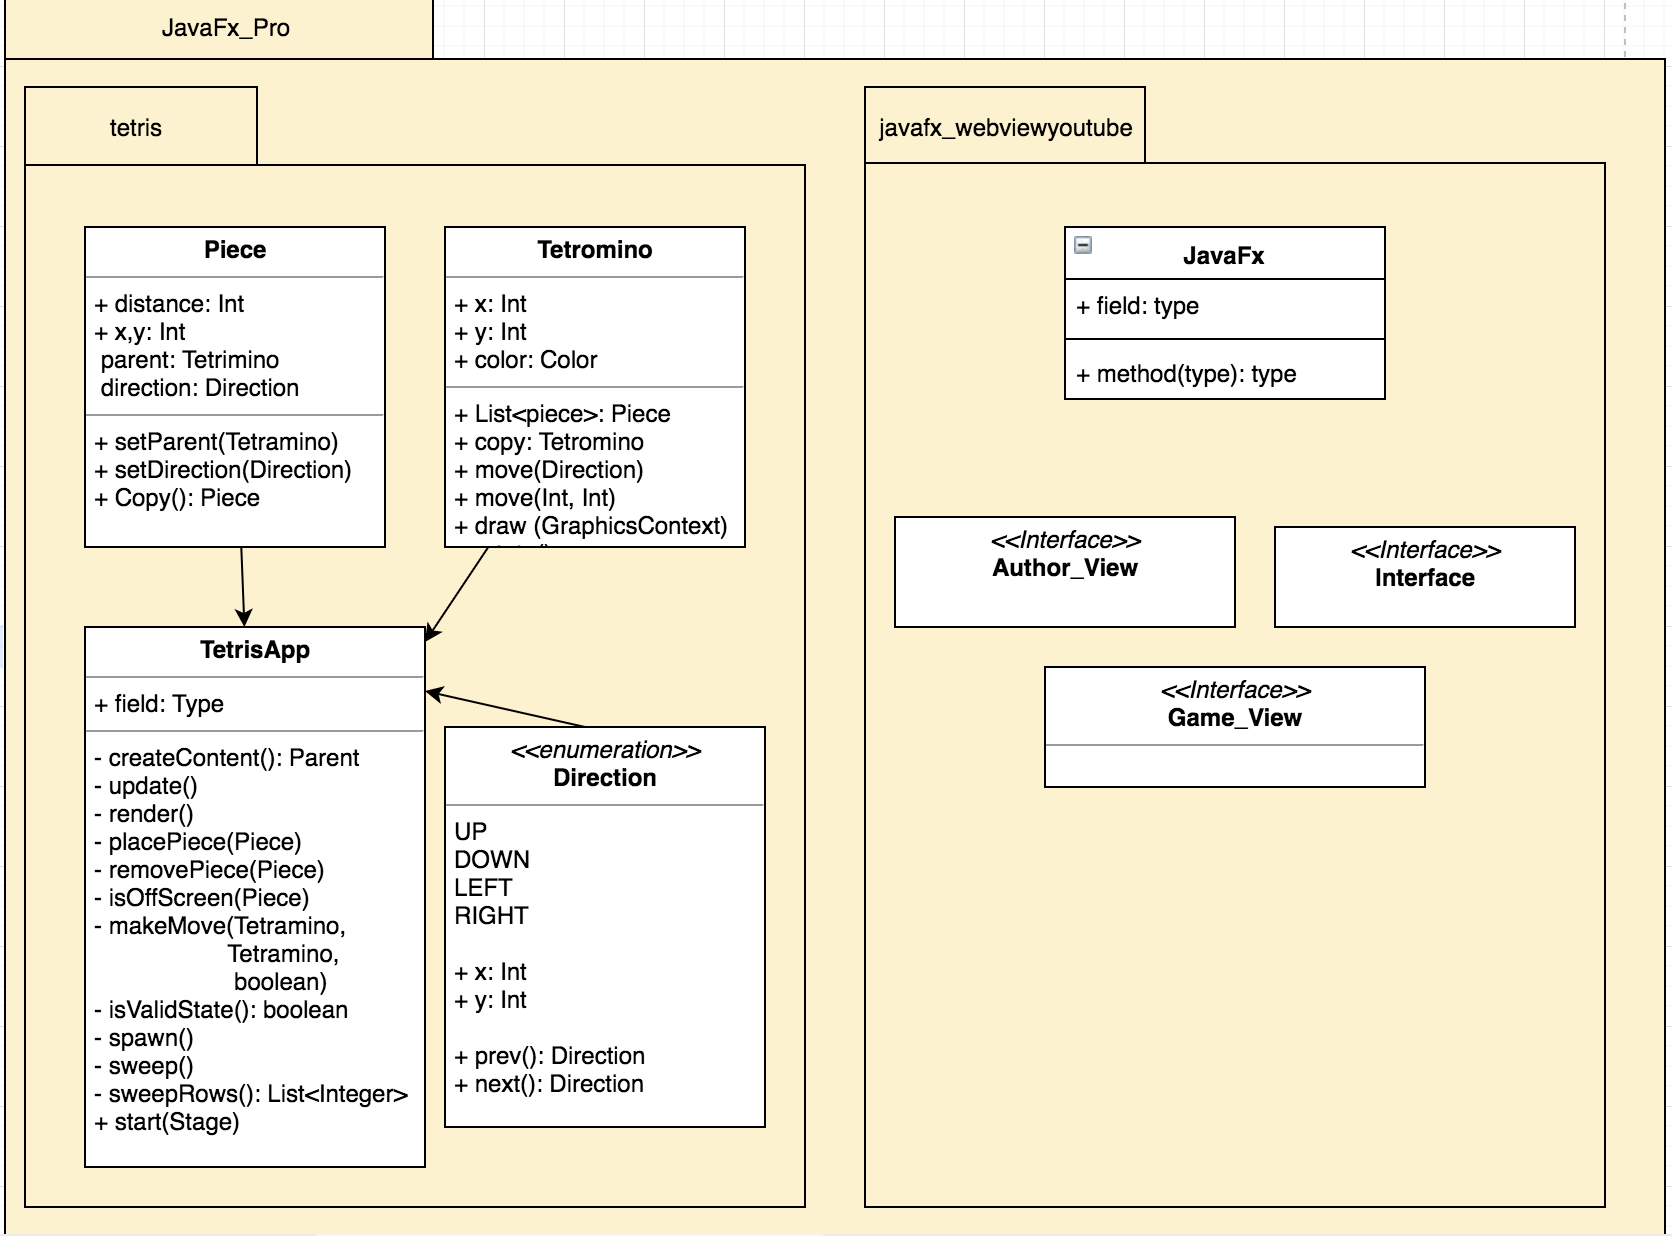 JavaFx_Pro
tetris
Piece
+ distance: Int
+ x,y: Int
parent: Tetrimino
direction: Direction
+ setParent(Tetramino)
+ setDirection(Direction)
+ Copy(): Piece
Tetromino
+ x: Int
+ y: Int
+ color: Color
+ List<piece>: Piece
+ copy: Tetromino
+ move(Direction)
+ move(Int, Int)
+ draw (GraphicsContext)
TetrisApp
+ field: Type
- createContent(): Parent
- update()
- render()
- placePiece(Piece)
- removePiece(Piece)
- isOffScreen(Piece)
- makeMove(Tetramino,
Tetramino,
boolean)
- isValidState(): boolean
- spawn()
- sweep()
- sweepRows(): List<Integer>
+ start(Stage)
<<enumeration>>
Direction
UP
DOWN
LEFT
RIGHT
+ x: Int
+ y: Int
+ prev(): Direction
+ next(): Direction
javafx_webviewyoutube
JavaFx
+ field: type
+ method(type): type
<<Interface>>
Author_View
<<Interface>>
Interface
<<Interface>>
Game_View